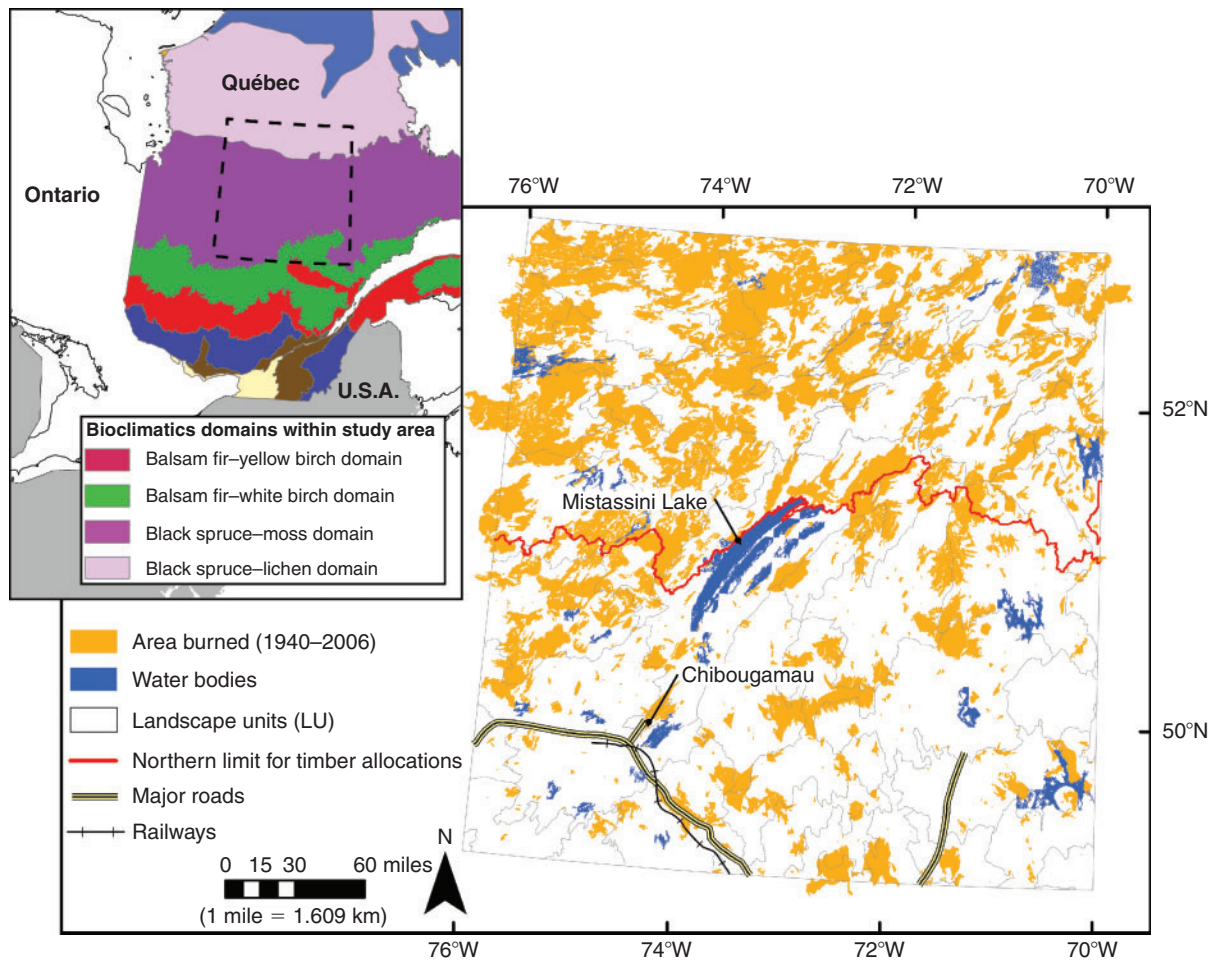 Québec
Ontario
U.S.A.
Bioclimatics domains within study area
Balsam fir–yellow birch domain
Balsam fir–white birch domain
Black spruce–moss domain
Black spruce–lichen domain
76°W
74°W
72°W
70°W
52°N
50°N
Mistassini Lake
Chibougamau
Area burned (1940–2006)
Water bodies
Landscape units (LU)
Northern limit for timber allocations
Major roads
Railways
0 15 30 60 miles
(1 mile = 1.609 km)
N
76°W
74°W
72°W
70°W